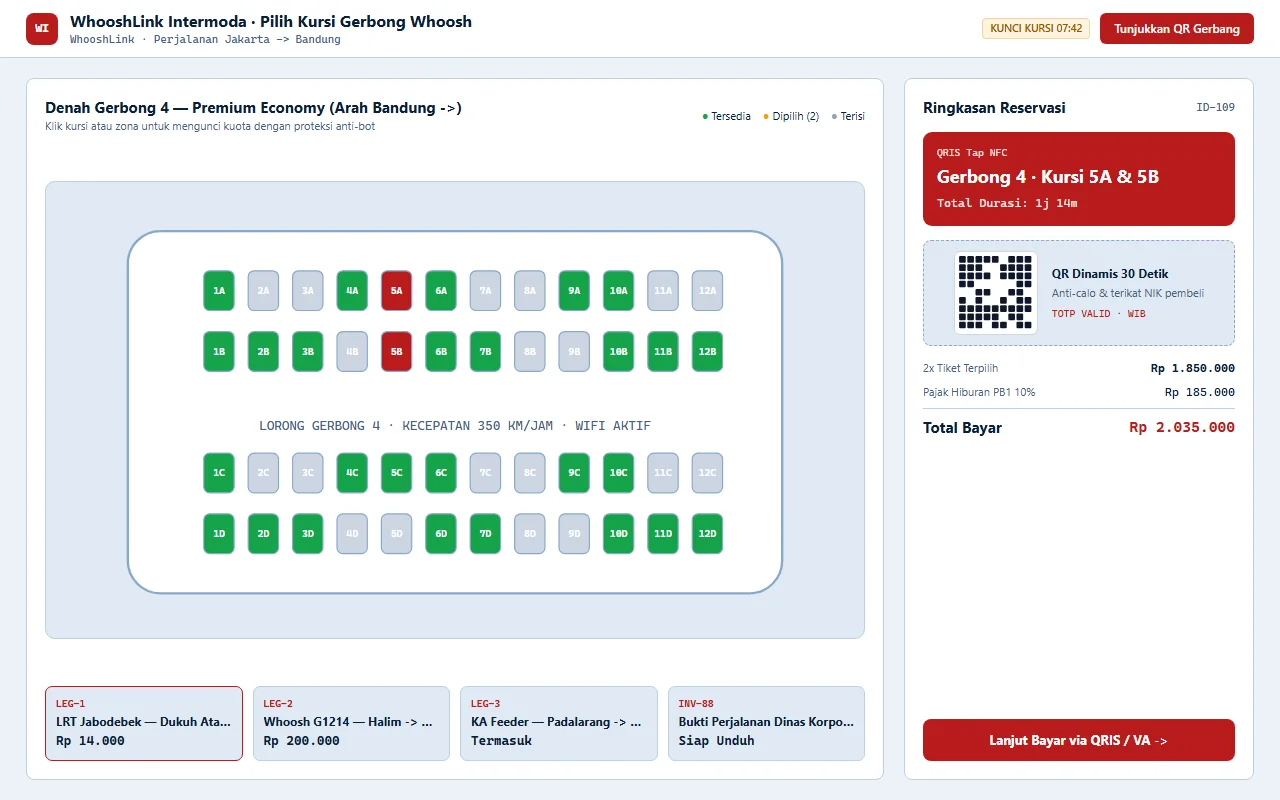 WI
WhooshLink Intermoda · Pilih Kursi Gerbong Whoosh
WhooshLink · Perjalanan Jakarta -> Bandung
KUNCI KURSI 07:42
Tunjukkan QR Gerbang
Denah Gerbong 4 — Premium Economy (Arah Bandung ->)
Klik kursi atau zona untuk mengunci kuota dengan proteksi anti-bot
Tersedia
Dipilih (2)
Terisi
1A 2A 3A 4A 5A 6A 7A 8A 9A 10A 11A 12A
1B 2B 3B 4B 5B 6B 7B 8B 9B 10B 11B 12B
LORONG GERBONG 4 · KECEPATAN 350 KM/JAM · WIFI AKTIF
1C 2C 3C 4C 5C 6C 7C 8C 9C 10C 11C 12C
1D 2D 3D 4D 5D 6D 7D 8D 9D 10D 11D 12D
LEG-1
LRT Jabodebek — Dukuh Ata...
Rp 14.000
LEG-2
Whoosh G1214 — Halim -> ...
Rp 200.000
LEG-3
KA Feeder — Padalarang -> ...
Termasuk
INV-88
Bukti Perjalanan Dinas Korpo...
Siap Unduh
Ringkasan Reservasi
ID-109
QRIS Tap NFC
Gerbong 4 · Kursi 5A & 5B
Total Durasi: 1j 14m
QR Dinamis 30 Detik
Anti-calo & terikat NIK pembeli
TOTP VALID · WIB
2x Tiket Terpilih
Rp 1.850.000
Pajak Hiburan PB1 10%
Rp 185.000
Total Bayar
Rp 2.035.000
Lanjut Bayar via QRIS / VA ->